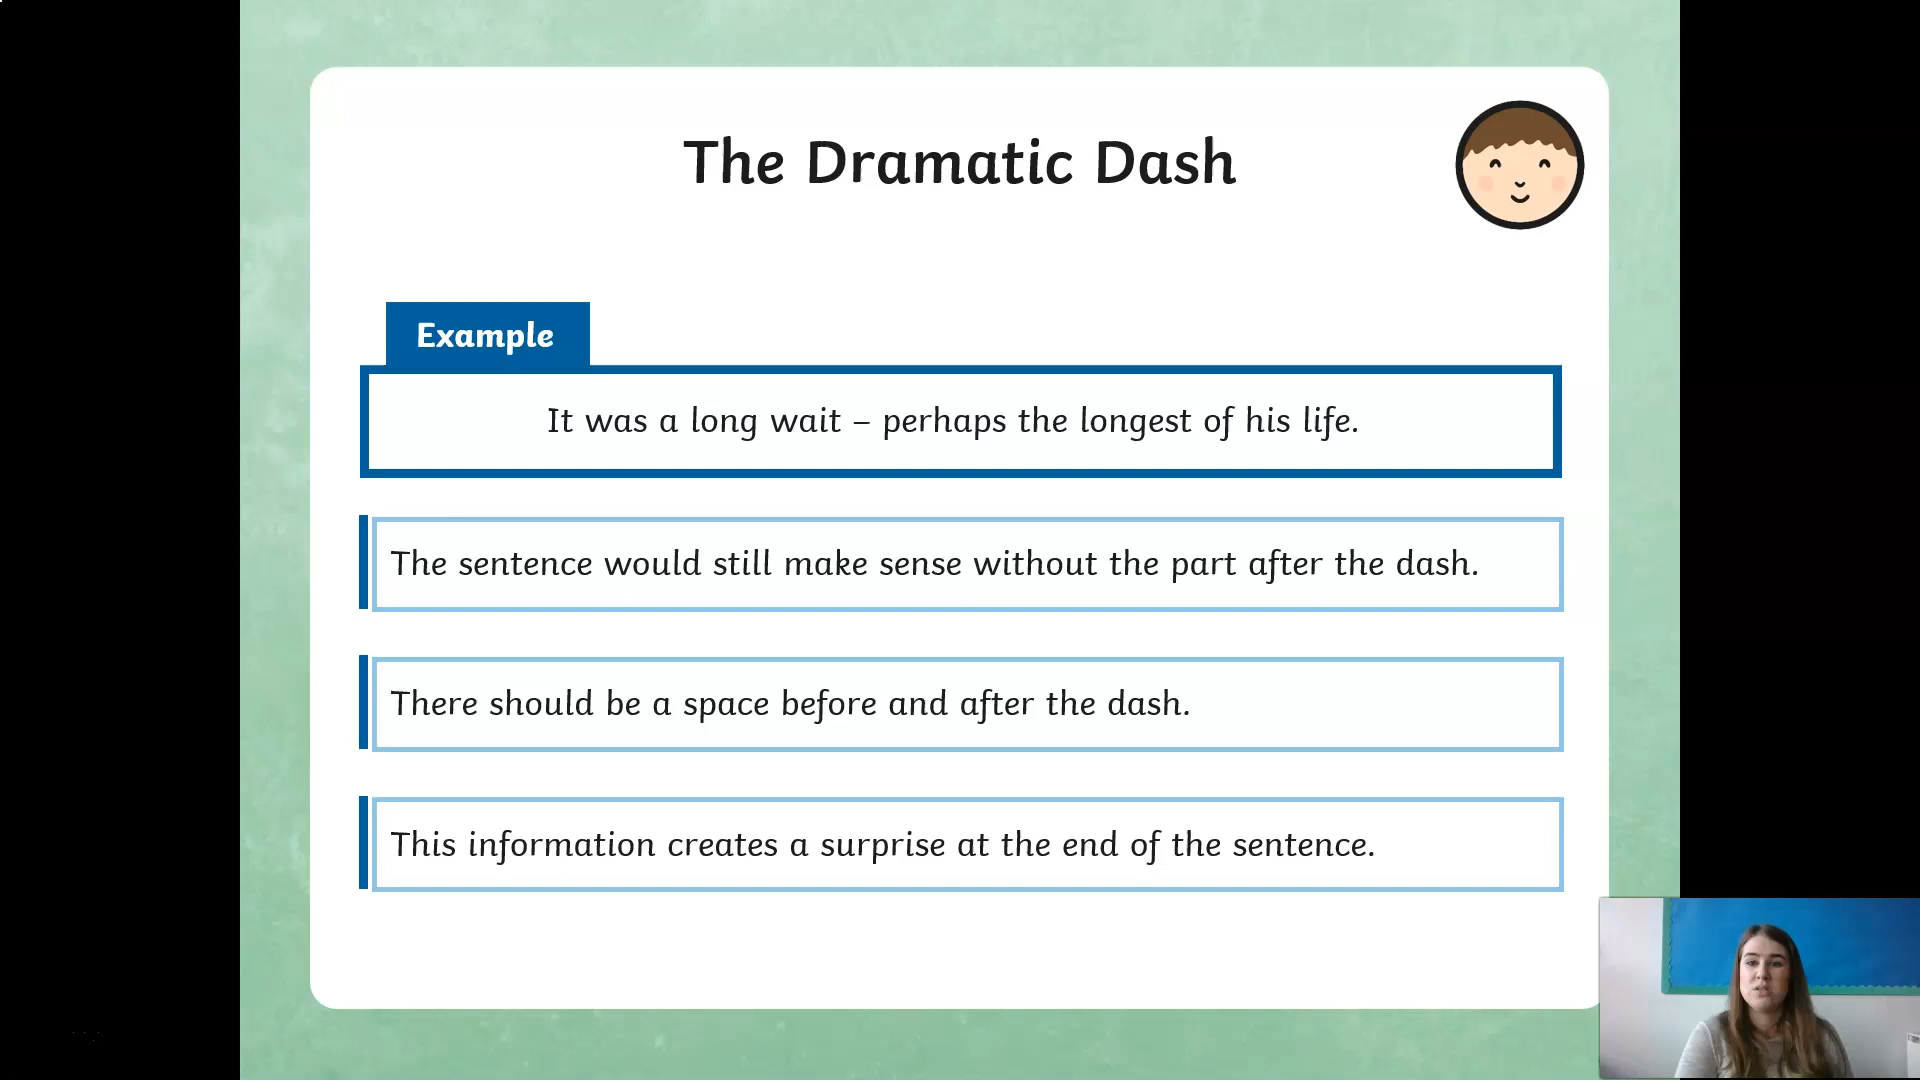 The Dramatic Dash
Example
It was a long wait – perhaps the longest of his life.
The sentence would still make sense without the part after the dash.
There should be a space before and after the dash.
This information creates a surprise at the end of the sentence.